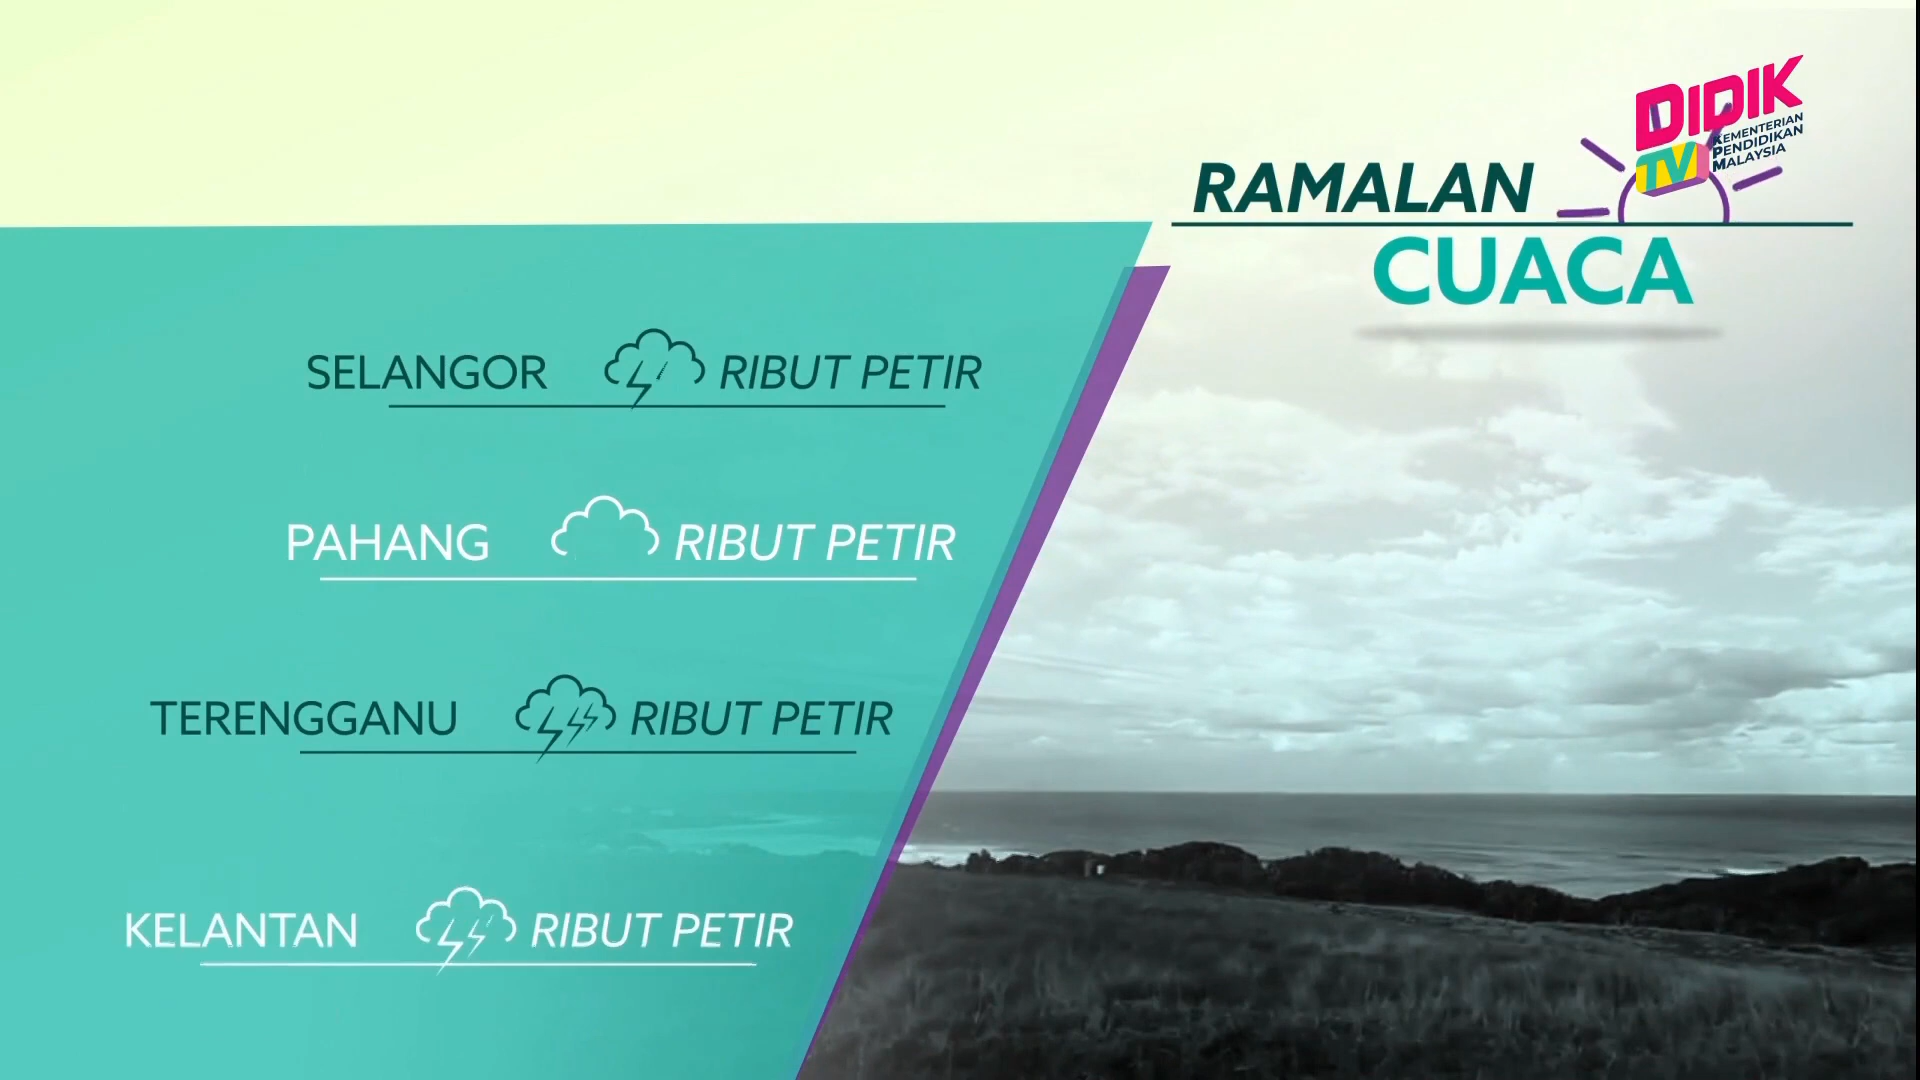 DIDIK
TV
KEMENTERIAN
PENDIDIKAN
MALAYSIA
RAMALAN
CUACA
SELANGOR RIBUT PETIR
PAHANG RIBUT PETIR
TERENGGANU RIBUT PETIR
KELANTAN RIBUT PETIR